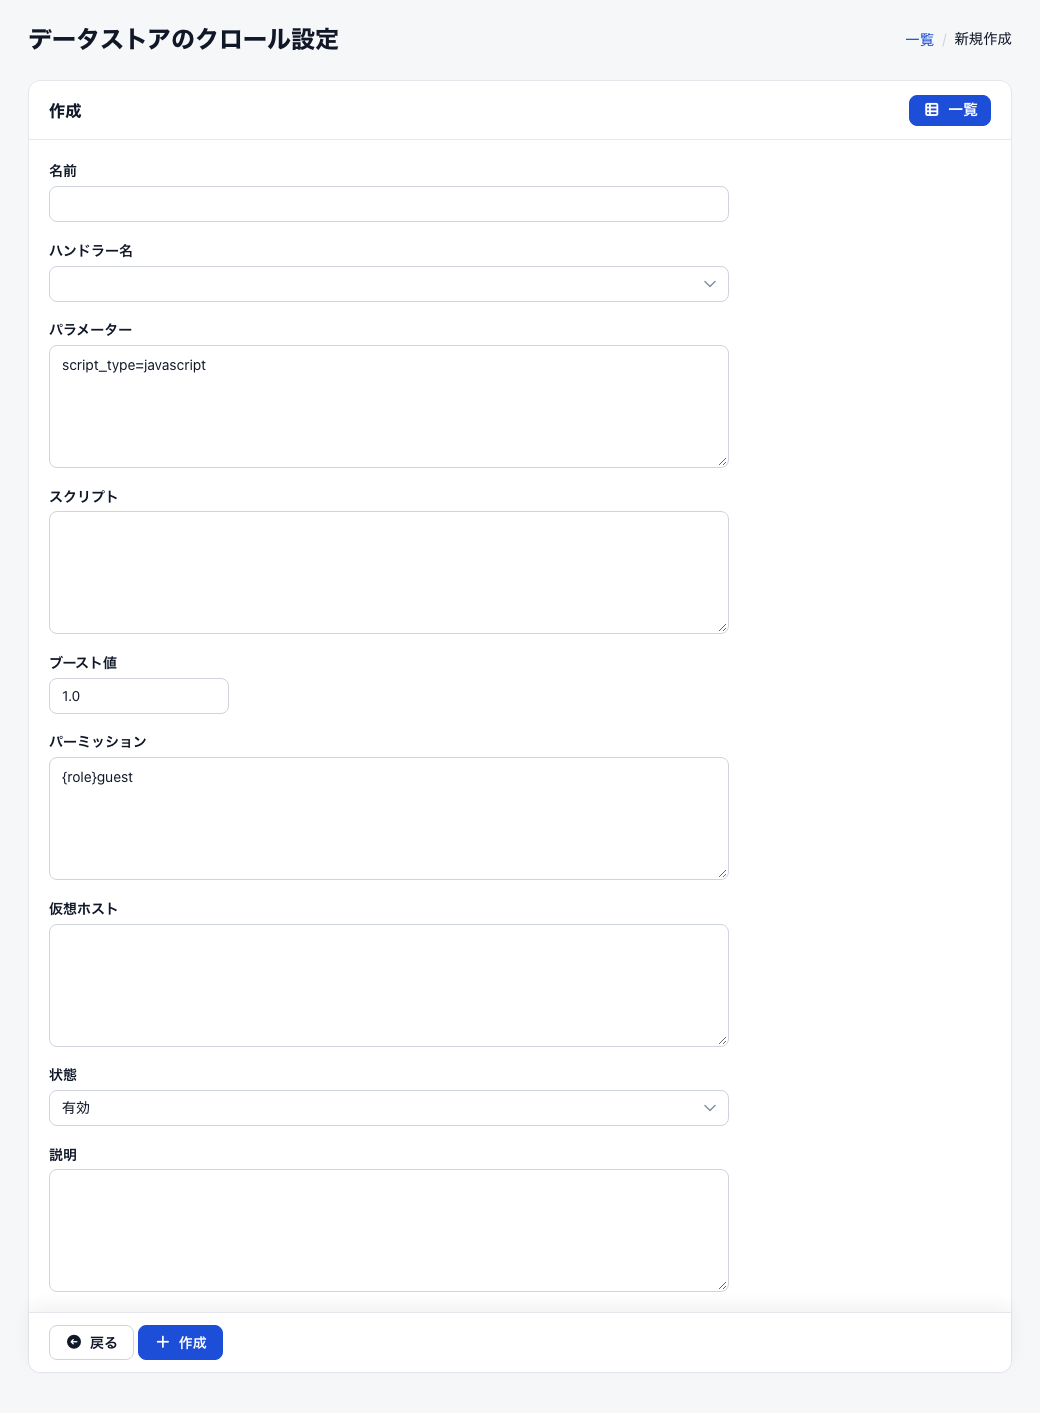 データストアのクロール設定
一覧 / 新規作成
作成
一覧
名前
ハンドラー名
パラメーター
script_type=javascript
スクリプト
ブースト値
1.0
パーミッション
{role}guest
仮想ホスト
状態
有効
説明
戻る
作成